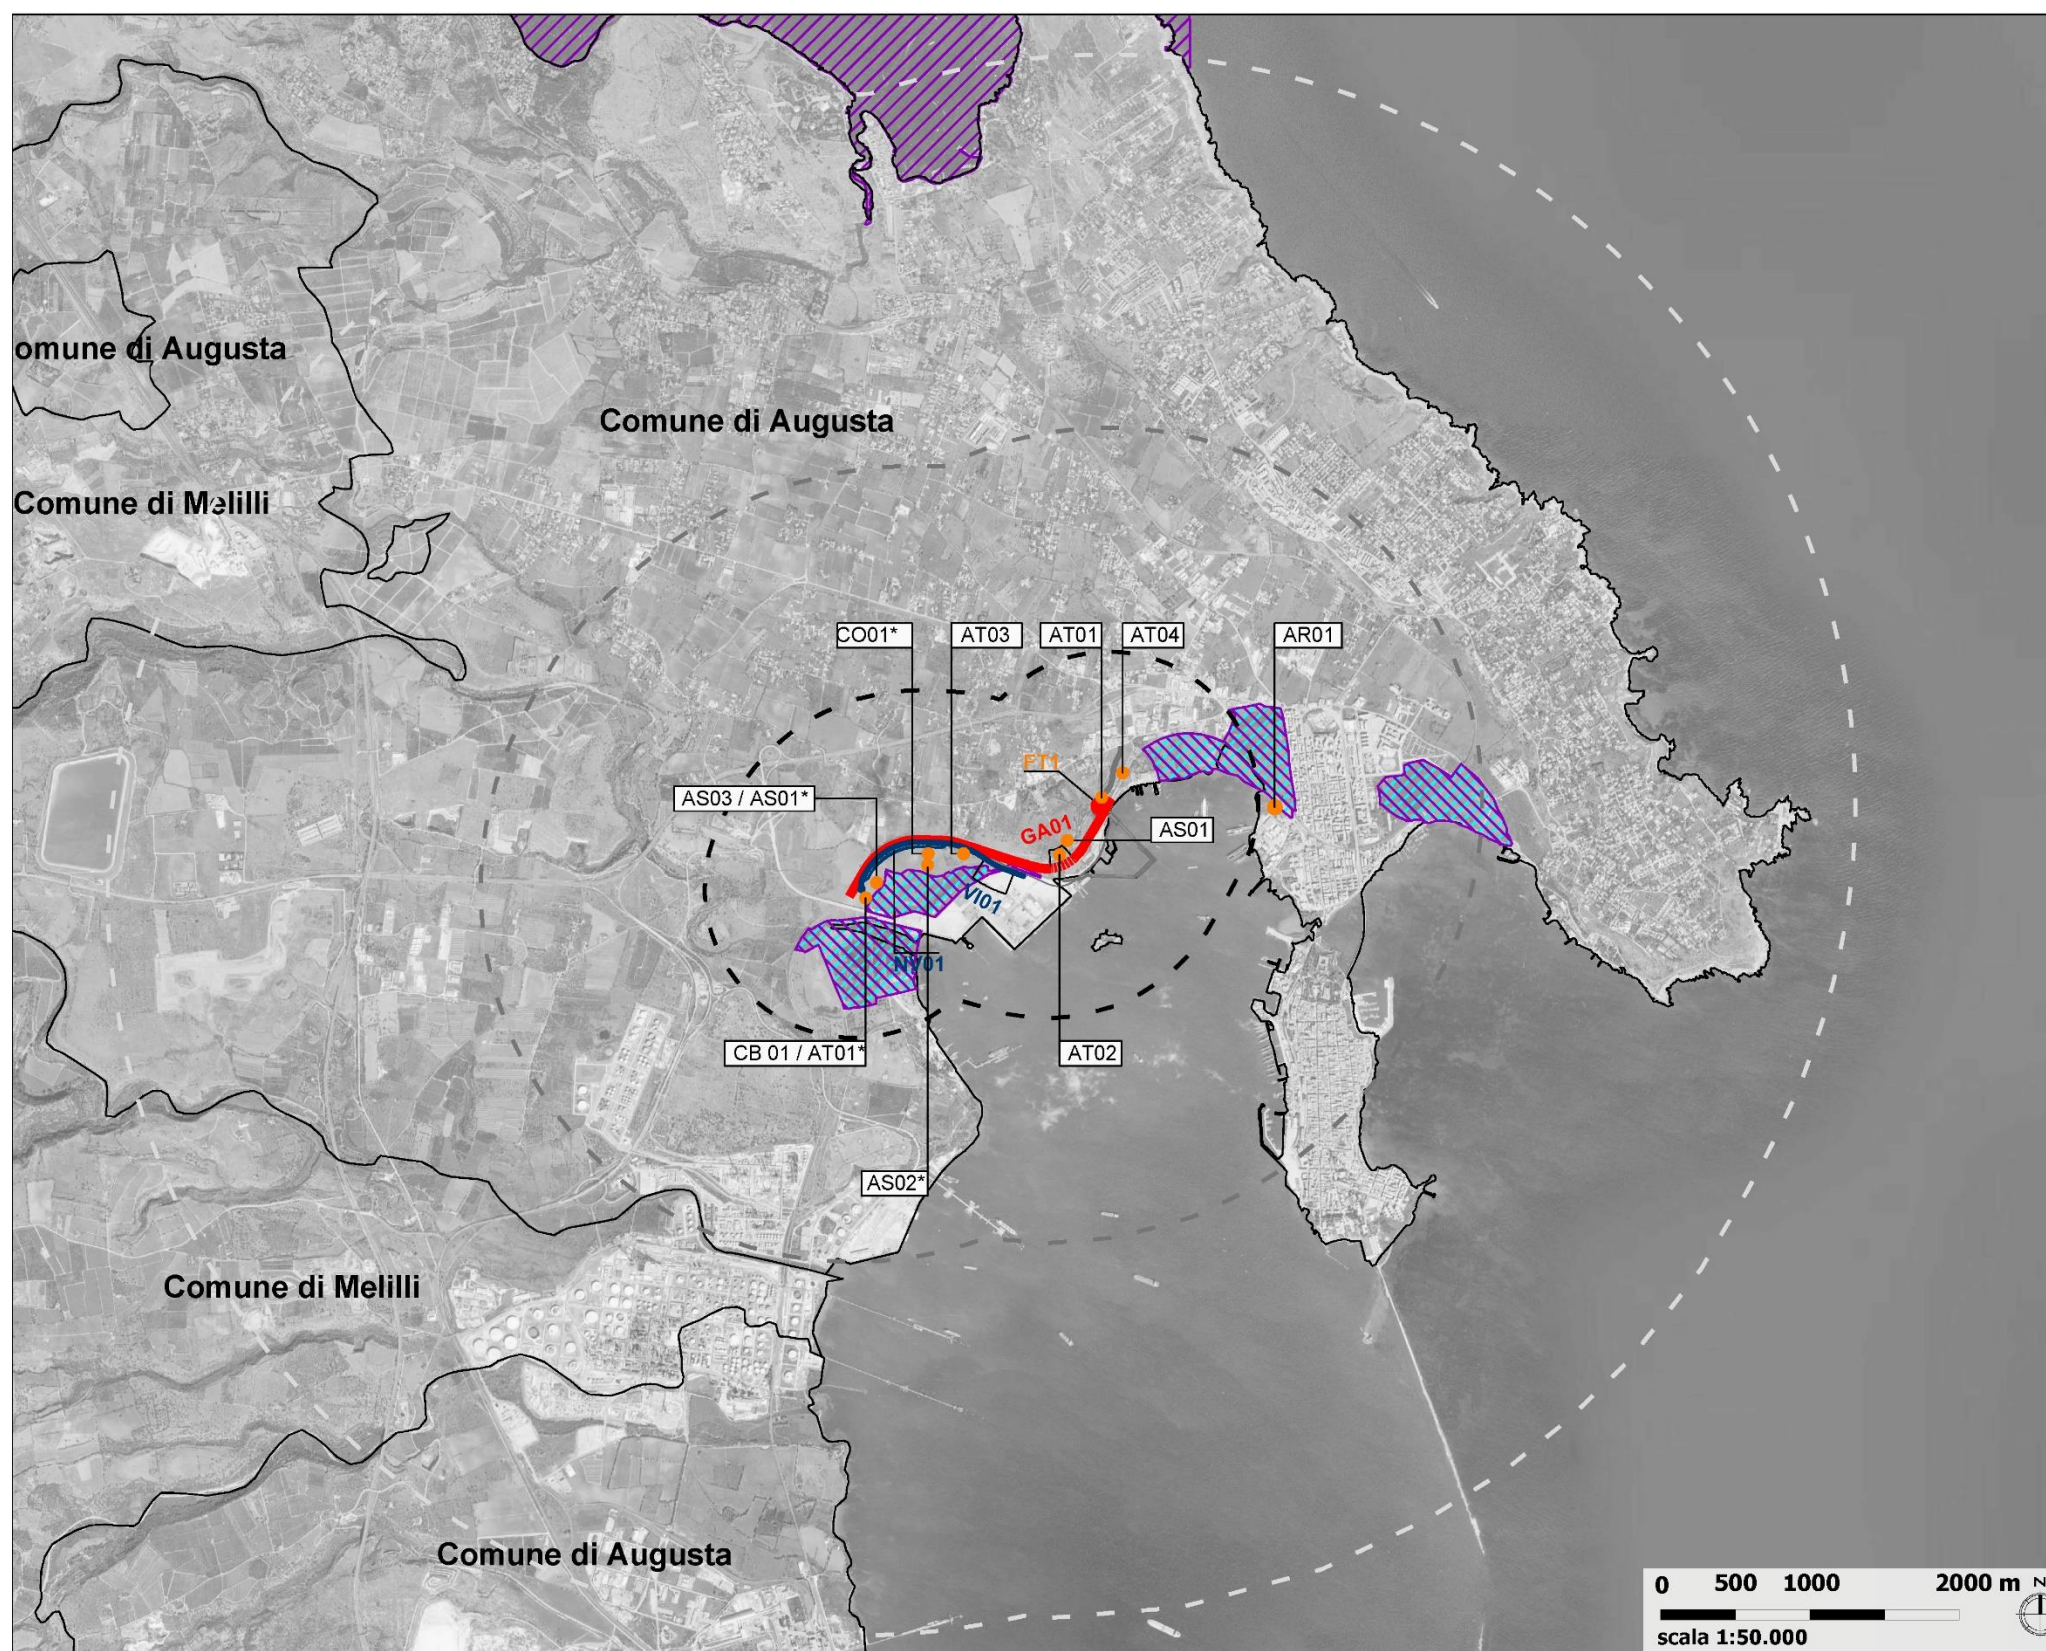 omune di Augusta
Comune di Augusta
Comune di Melilli
CO01*
AT03
AT01
AT04
AR01
FT1
AS03 / AS01*
GA01
AS01
VI01
NV01
CB 01 / AT01*
AT02
AS02*
Comune di Melilli
Comune di Augusta
0 500 1000 2000 m N
scala 1:50.000